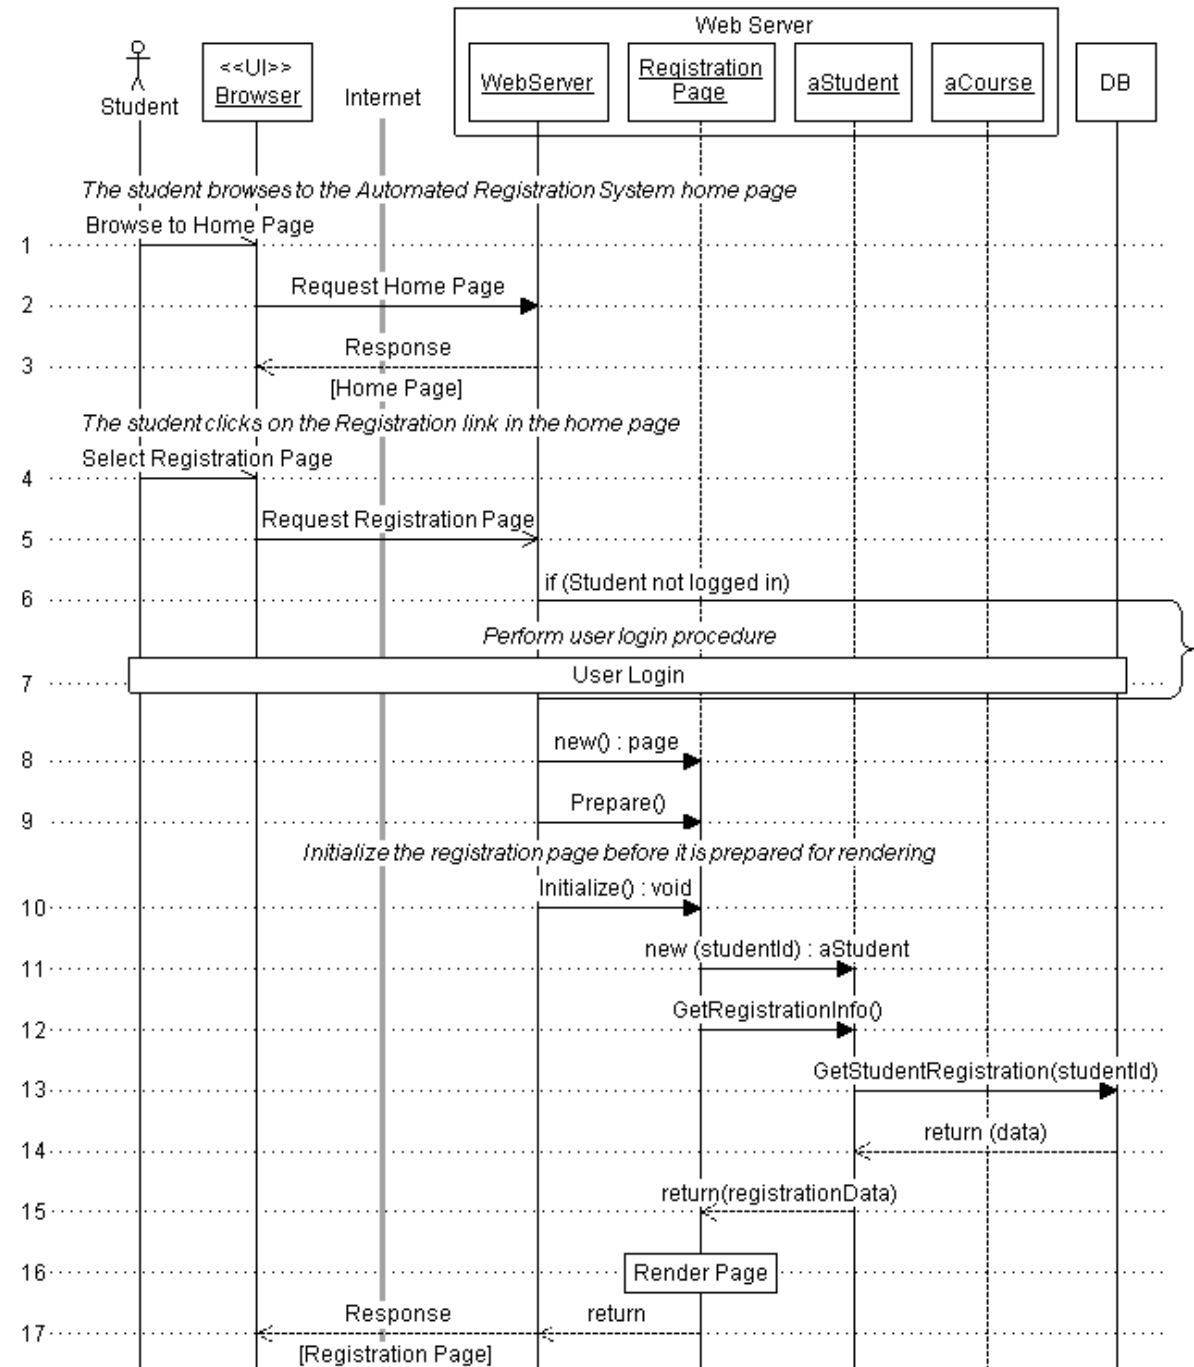 Web Server
Student
<<UI>>
Browser
Internet
WebServer
Registration
Page
aStudent
aCourse
DB
The student browses to the Automated Registration System home page
Browse to Home Page
1
Request Home Page
2
Response
3
[Home Page]
The student clicks on the Registration link in the home page
Select Registration Page
4
Request Registration Page
5
if (Student not logged in)
6
Perform user login procedure
User Login
7
new() : page
8
Prepare()
9
Initialize the registration page before it is prepared for rendering
Initialize() : void
10
new (studentId) : aStudent
11
GetRegistrationInfo()
12
GetStudentRegistration(studentId)
13
return (data)
14
return(registrationData)
15
Render Page
16
Response
return
17
[Registration Page]